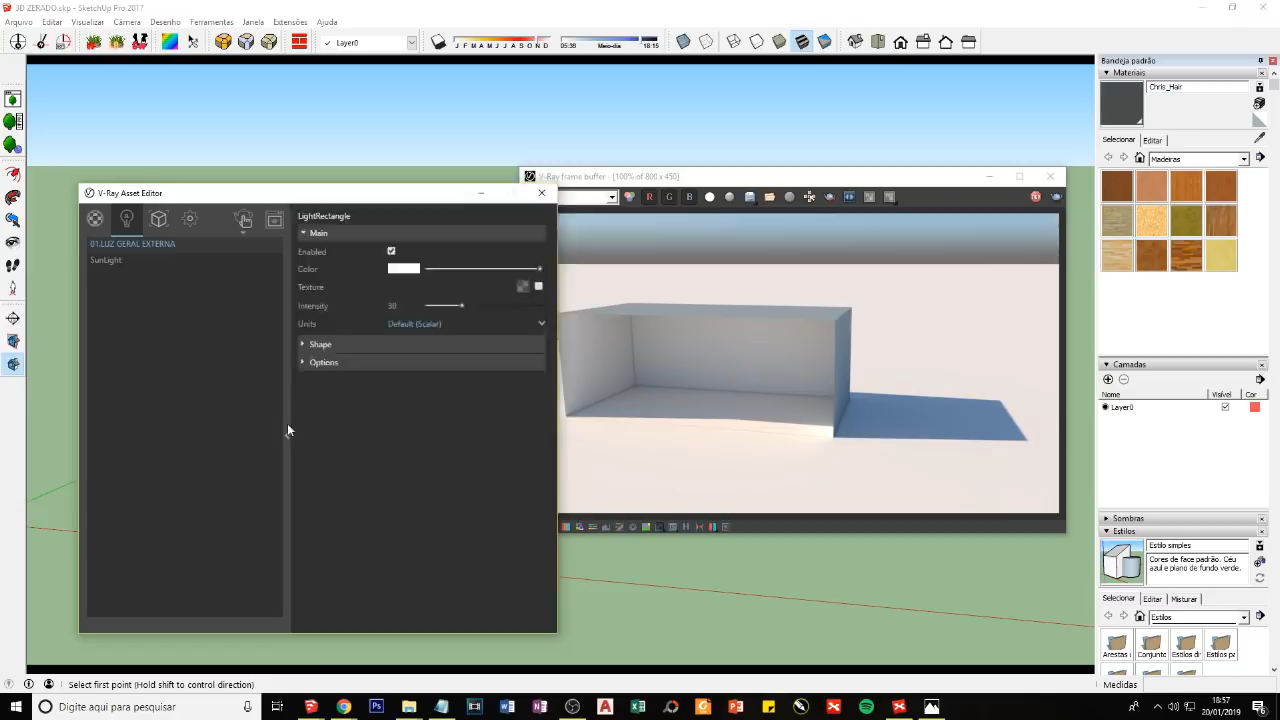 3D ZERADO.skp - SketchUp Pro 2017
Arquivo Editar Visualizar Câmera Desenho Ferramentas Janela Extensões Ajuda
Layer0
J F M A M J J A S O N D
05:38 Meio-dia 18:15
Bandeja padrão
Materiais
Chris_Hair
Selecionar Editar
Madeiras
V-Ray frame buffer - [100% of 800 x 450]
R G B
V-Ray Asset Editor
01.LUZ GERAL EXTERNA
SunLight
LightRectangle
Main
Enabled
Color
Texture
Intensity 30
Units Default (Scalar)
Shape
Options
Camadas
Nome Visível Cor
Layer0
Sombras
Estilos
Estilo simples
Cores de face padrão. Céu
azul e plano de fundo verde.
Selecionar Editar Misturar
Estilos
Arestas Conjunto Estilos di Estilos pa
Select first point (Hold shift to control direction)
Medidas
Digite aqui para pesquisar
18:57
20/01/2019